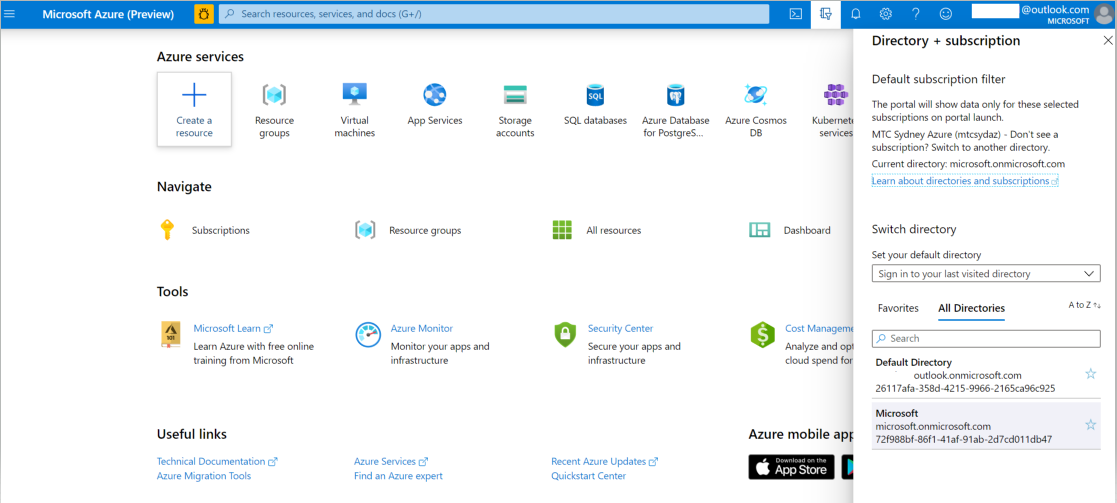 Microsoft Azure (Preview)
Search resources, services, and docs (G+/)
@outlook.com
MICROSOFT
Azure services
Create a
resource
Resource
groups
Virtual
machines
App Services
Storage
accounts
SQL
SQL databases
Azure Database
for PostgreS...
Azure Cosmos
DB
Kubernete
services
Navigate
Subscriptions
Resource groups
All resources
Dashboard
Tools
101
Microsoft Learn
Learn Azure with free online
training from Microsoft
Azure Monitor
Monitor your apps and
infrastructure
Security Center
Secure your apps and
infrastructure
Cost Manageme
Analyze and opt
cloud spend for
Useful links
Technical Documentation
Azure Migration Tools
Azure Services
Find an Azure expert
Recent Azure Updates
Quickstart Center
Azure mobile app
Download on the
App Store
Directory + subscription
Default subscription filter
The portal will show data only for these selected
subscriptions on portal launch.
MTC Sydney Azure (mtcsydaz) - Don't see a
subscription? Switch to another directory.
Current directory: microsoft.onmicrosoft.com
Learn about directories and subscriptions
Switch directory
Set your default directory
Sign in to your last visited directory
Favorites
All Directories
A to Z
Search
Default Directory
outlook.onmicrosoft.com
26117afa-358d-4215-9966-2165ca96c925
Microsoft
microsoft.onmicrosoft.com
72f988bf-86f1-41af-91ab-2d7cd011db47